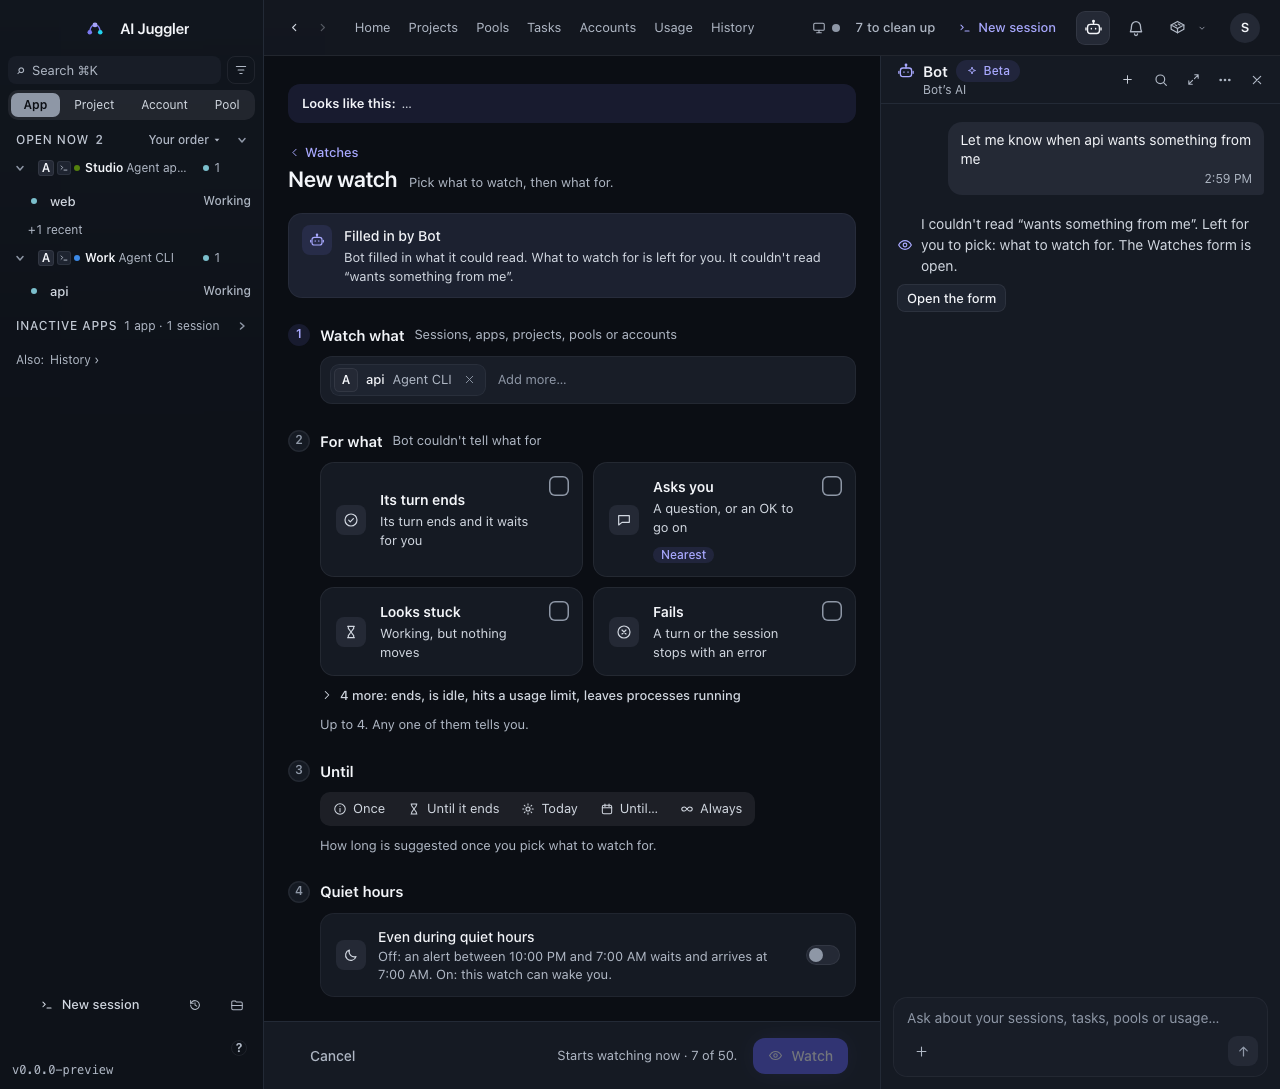 AI Juggler
Search ⌘K
App Project Account Pool
OPEN NOW 2 Your order
A Studio Agent ap... 1
web Working
+1 recent
A Work Agent CLI 1
api Working
INACTIVE APPS 1 app · 1 session
Also: History ›
New session
?
v0.0.0-preview
Home Projects Pools Tasks Accounts Usage History
7 to clean up
New session
S
Looks like this: ...
Watches
New watch Pick what to watch, then what for.
Filled in by Bot
Bot filled in what it could read. What to watch for is left for you. It couldn't read
“wants something from me”.
1 Watch what Sessions, apps, projects, pools or accounts
A api Agent CLI Add more...
2 For what Bot couldn't tell what for
Its turn ends
Its turn ends and it waits
for you
Asks you
A question, or an OK to
go on
Nearest
Looks stuck
Working, but nothing
moves
Fails
A turn or the session
stops with an error
4 more: ends, is idle, hits a usage limit, leaves processes running
Up to 4. Any one of them tells you.
3 Until
Once Until it ends Today Until... Always
How long is suggested once you pick what to watch for.
4 Quiet hours
Even during quiet hours
Off: an alert between 10:00 PM and 7:00 AM waits and arrives at
7:00 AM. On: this watch can wake you.
Cancel Starts watching now · 7 of 50. Watch
Bot Beta
Bot’s AI
Let me know when api wants something from
me
2:59 PM
I couldn't read “wants something from me”. Left for
you to pick: what to watch for. The Watches form is
open.
Open the form
Ask about your sessions, tasks, pools or usage...